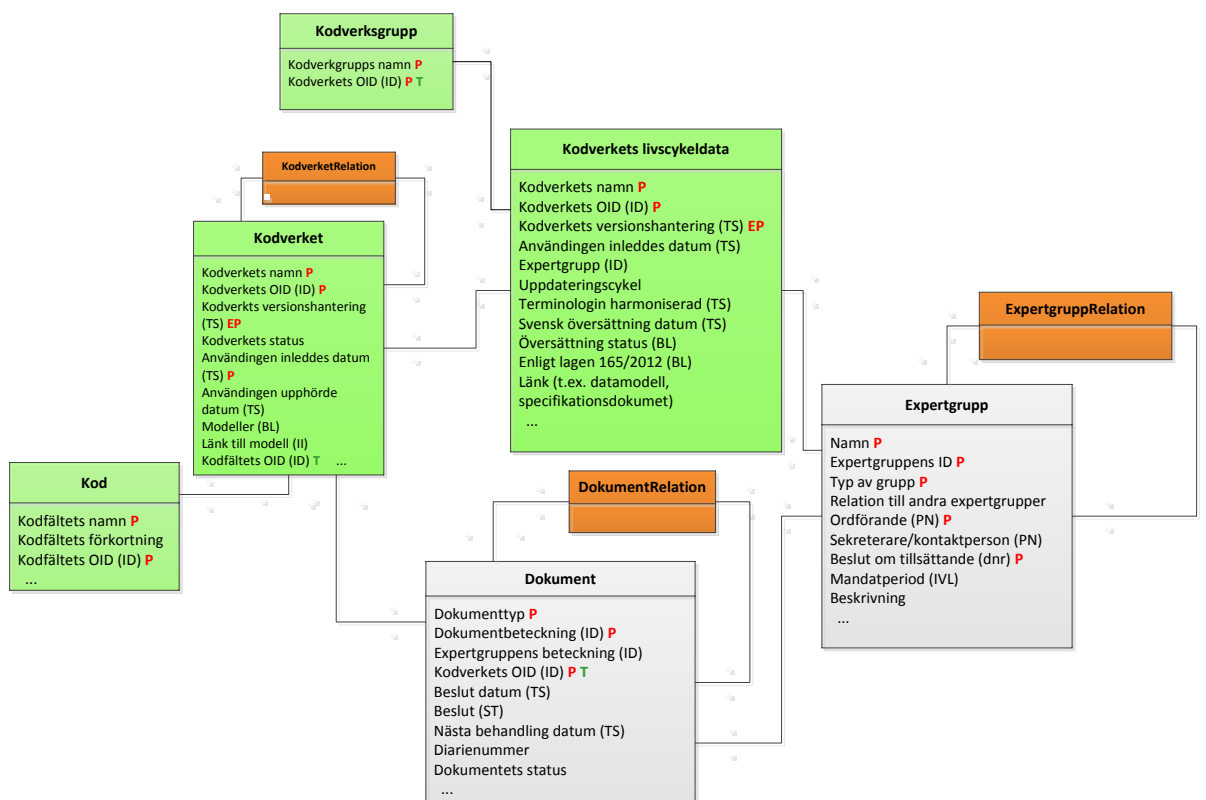 Kodverksgrupp
Kodverkgrupps namn P
Kodverkets OID (ID) P T
KodverketRelation
Kodverket
Kodverkets namn P
Kodverkets OID (ID) P
Kodverkts versionshantering
(TS) EP
Kodverkets status
Användingen inleddes datum
(TS) P
Användingen upphörde
datum (TS)
Modeller (BL)
Länk till modell (II)
Kodfältets OID (ID) T ...
Kodverkets livscykeldata
Kodverkets namn P
Kodverkets OID (ID) P
Kodverkets versionshantering (TS) EP
Användingen inleddes datum (TS)
Expertgrupp (ID)
Uppdateringscykel
Terminologin harmoniserad (TS)
Svensk översättning datum (TS)
Översättning status (BL)
Enligt lagen 165/2012 (BL)
Länk (t.ex. datamodell,
specifikationsdokumet)
...
ExpertgruppRelation
Expertgrupp
Namn P
Expertgruppens ID P
Typ av grupp P
Relation till andra expertgrupper
Ordförande (PN) P
Sekreterare/kontaktperson (PN)
Beslut om tillsättande (dnr) P
Mandatperiod (IVL)
Beskrivning
...
Kod
Kodfältets namn P
Kodfältets förkortning
Kodfältets OID (ID) P
...
DokumentRelation
Dokument
Dokumenttyp P
Dokumentbeteckning (ID) P
Expertgruppens beteckning (ID)
Kodverkets OID (ID) P T
Beslut datum (TS)
Beslut (ST)
Nästa behandling datum (TS)
Diarienummer
Dokumentets status
...